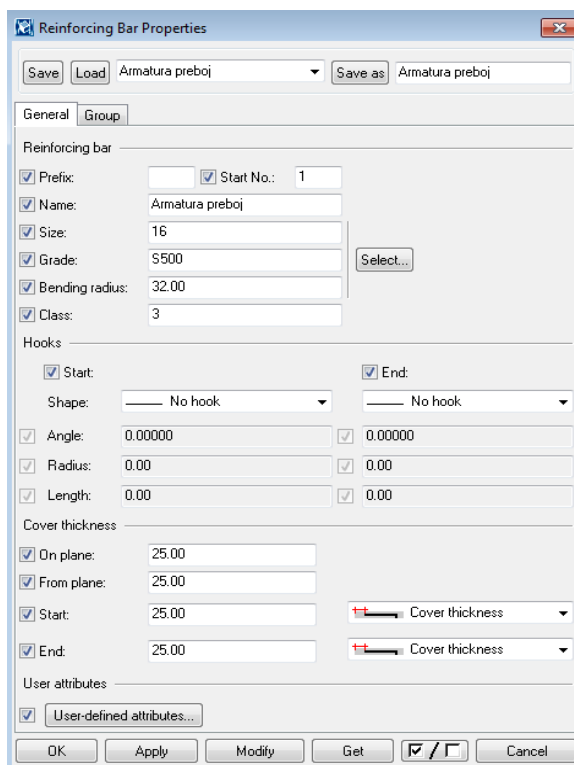 Reinforcing Bar Properties
Save Load Armatura preboj Save as Armatura preboj
General Group
Reinforcing bar
Prefix: Start No.: 1
Name: Armatura preboj
Size: 16
Grade: S500 Select...
Bending radius: 32.00
Class: 3
Hooks
Start: End:
Shape: No hook No hook
Angle: 0.00000 0.00000
Radius: 0.00 0.00
Length: 0.00 0.00
Cover thickness
On plane: 25.00
From plane: 25.00
Start: 25.00 Cover thickness
End: 25.00 Cover thickness
User attributes
User-defined attributes...
OK Apply Modify Get / Cancel